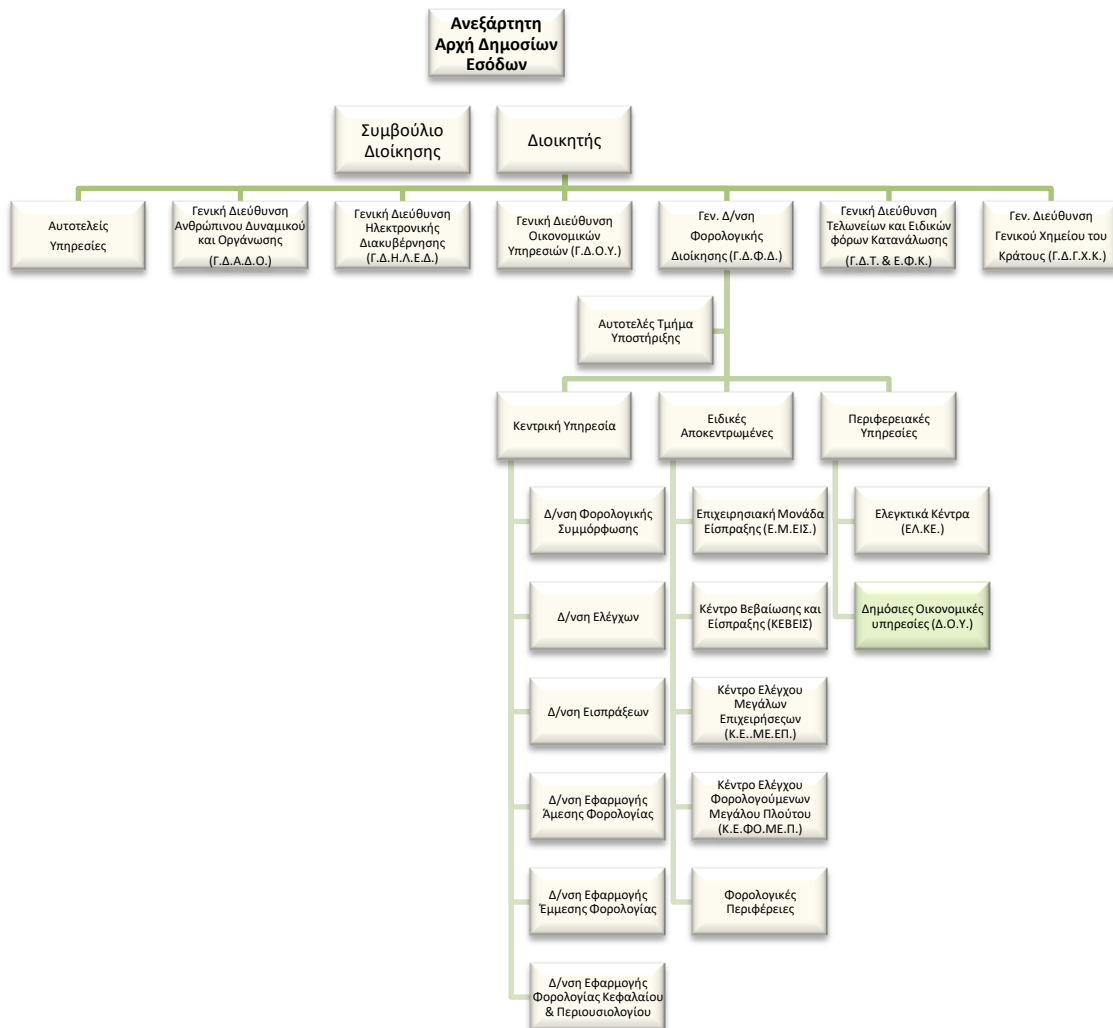 Ανεξάρτητη
Αρχή Δημοσίων
Εσόδων
Συμβούλιο
Διοίκησης
Διοικητής
Αυτοτελείς
Υπηρεσίες
Γενική Διεύθυνση
Ανθρώπινου Δυναμικού
και Οργάνωσης
(Γ.Δ.Α.Δ.Ο.)
Γενική Διεύθυνση
Ηλεκτρονικής
Διακυβέρνησης
(Γ.Δ.Η.Λ.Ε.Δ.)
Γενική Διεύθυνση
Οικονομικών
Υπηρεσιών (Γ.Δ.Ο.Υ.)
Γεν. Δ/νση
Φορολογικής
Διοίκησης (Γ.Δ.Φ.Δ.)
Γενική Διεύθυνση
Τελωνείων και Ειδικών
φόρων Κατανάλωσης
(Γ.Δ.Τ. & Ε.Φ.Κ.)
Γεν. Διεύθυνση
Γενικού Χημείου του
Κράτους (Γ.Δ.Γ.Χ.Κ.)
Αυτοτελές Τμήμα
Υποστήριξης
Κεντρική Υπηρεσία
Ειδικές
Αποκεντρωμένες
Περιφερειακές
Υπηρεσίες
Δ/νση Φορολογικής
Συμμόρφωσης
Επιχειρησιακή Μονάδα
Είσπραξης (Ε.Μ.ΕΙΣ.)
Ελεγκτικά Κέντρα
(ΕΛ.ΚΕ.)
Δ/νση Ελέγχων
Κέντρο Βεβαίωσης και
Είσπραξης (ΚΕΒΕΙΣ)
Δημόσιες Οικονομικές
υπηρεσίες (Δ.Ο.Υ.)
Δ/νση Εισπράξεων
Κέντρο Ελέγχου
Μεγάλων
Επιχειρήσεςων
(Κ.Ε..ΜΕ.ΕΠ.)
Δ/νση Εφαρμογής
Άμεσης Φορολογίας
Κέντρο Ελέγχου
Φορολογούμενων
Μεγάλου Πλούτου
(Κ.Ε.ΦΟ.ΜΕ.Π.)
Δ/νση Εφαρμογής
Έμμεσης Φορολογίας
Φορολογικές
Περιφέρειες
Δ/νση Εφαρμογής
Φορολογίας Κεφαλαίου
& Περιουσιολογίου